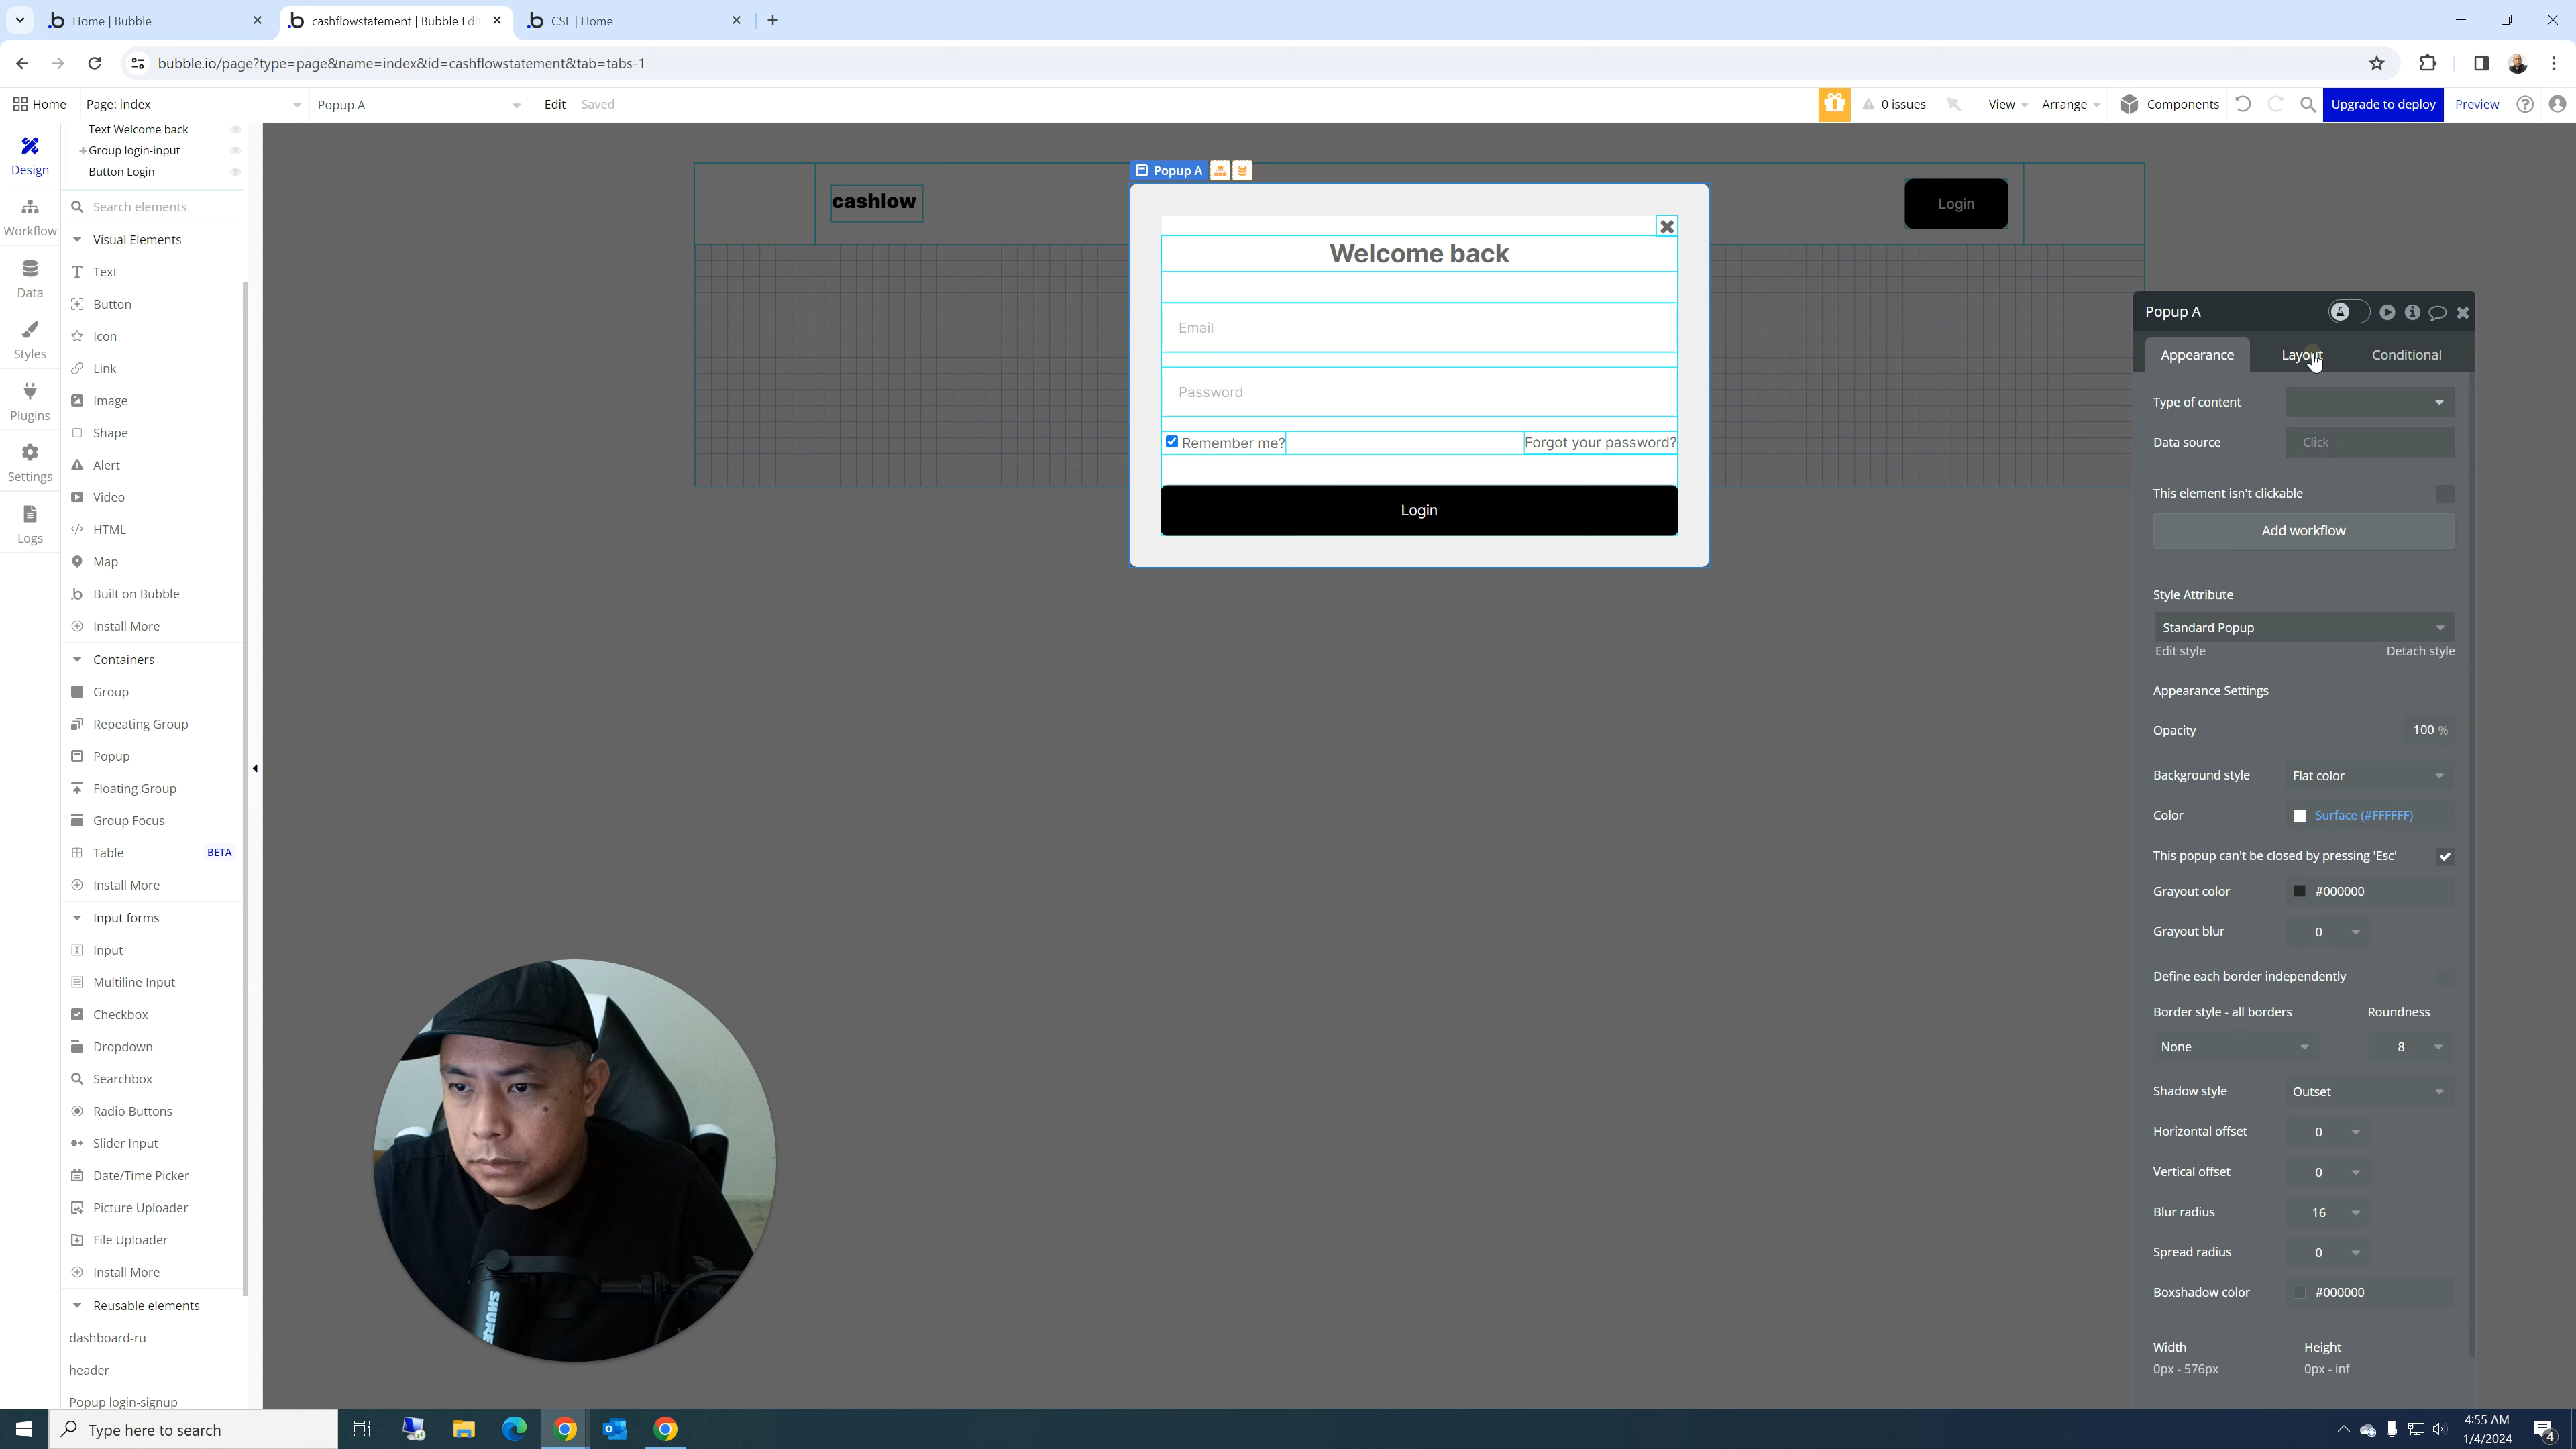 Home | Bubble
cashflowstatement | Bubble Edi
CSF | Home
bubble.io/page?type=page&name=index&id=cashflowstatement&tab=tabs-1
Home
Page: index
Popup A
Edit
Saved
0 issues
View
Arrange
Components
Upgrade to deploy
Preview
Design
Workflow
Data
Styles
Plugins
Settings
Logs
Text Welcome back
Group login-input
Button Login
Search elements
Visual Elements
Text
Button
Icon
Link
Image
Shape
Alert
Video
HTML
Map
Built on Bubble
Install More
Containers
Group
Repeating Group
Popup
Floating Group
Group Focus
Table BETA
Install More
Input forms
Input
Multiline Input
Checkbox
Dropdown
Searchbox
Radio Buttons
Slider Input
Date/Time Picker
Picture Uploader
File Uploader
Install More
Reusable elements
dashboard-ru
header
Popup login-signup
cashlow
Login
Popup A
Welcome back
Email
Password
Remember me?
Forgot your password?
Login
SHURE
Popup A
Appearance
Layout
Conditional
Type of content
Data source
Click
This element isn't clickable
Add workflow
Style Attribute
Standard Popup
Edit style
Detach style
Appearance Settings
Opacity
100 %
Background style
Flat color
Color
Surface (#FFFFFF)
This popup can't be closed by pressing 'Esc'
Grayout color
#000000
Grayout blur
0
Define each border independently
Border style - all borders
Roundness
None
8
Shadow style
Outset
Horizontal offset
0
Vertical offset
0
Blur radius
16
Spread radius
0
Boxshadow color
#000000
Width
Height
0px - 576px
0px - inf
Type here to search
4:55 AM
1/4/2024
4